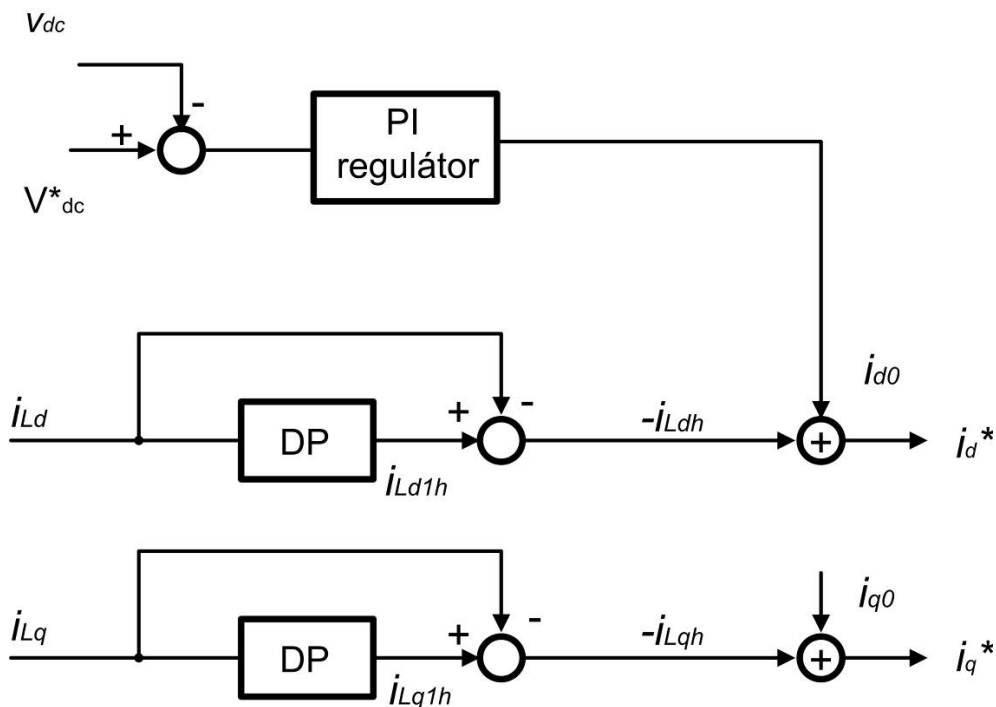 vdc
-
+
PI
regulátor
V*dc
id0
iLd
+
-
-iLdh
+
id*
DP
iLd1h
iq0
iLq
+
-
-iLqh
+
iq*
DP
iLq1h